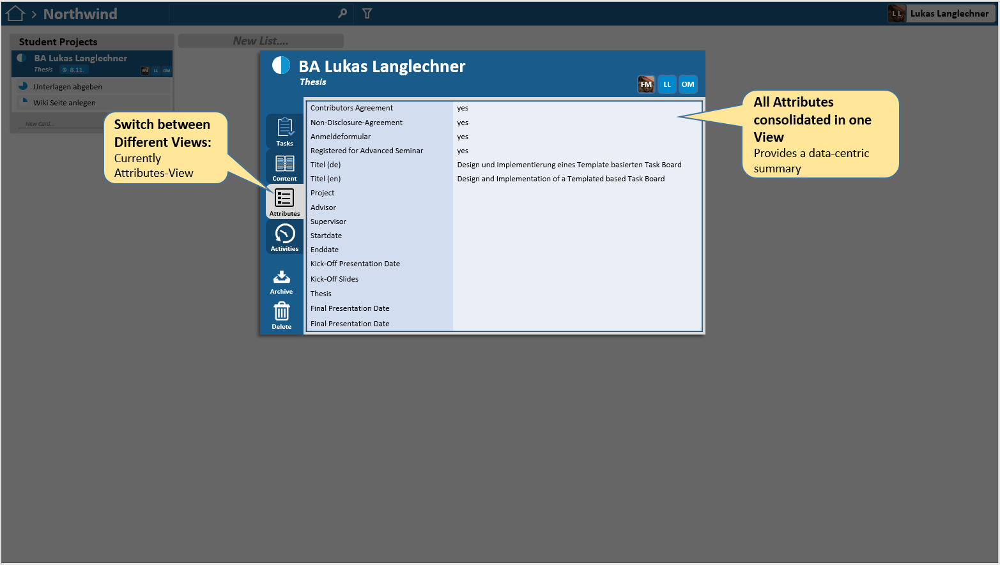 Northwind
LL Lukas Langlechner
Student Projects
New List....
BA Lukas Langlechner
Thesis 8.11. FM LL OM
Unterlagen abgeben
Wiki Seite anlegen
New Card...
BA Lukas Langlechner
Thesis
FM LL OM
Tasks
Content
Attributes
Activities
Archive
Delete
Contributors Agreement yes
Non-Disclosure-Agreement yes
Anmeldeformular yes
Registered for Advanced Seminar yes
Titel (de) Design und Implementierung eines Template basierten Task Board
Titel (en) Design and Implementation of a Templated based Task Board
Project
Advisor
Supervisor
Startdate
Enddate
Kick-Off Presentation Date
Kick-Off Slides
Thesis
Final Presentation Date
Final Presentation Date
Switch between
Different Views:
Currently
Attributes-View
All Attributes
consolidated in one
View
Provides a data-centric
summary